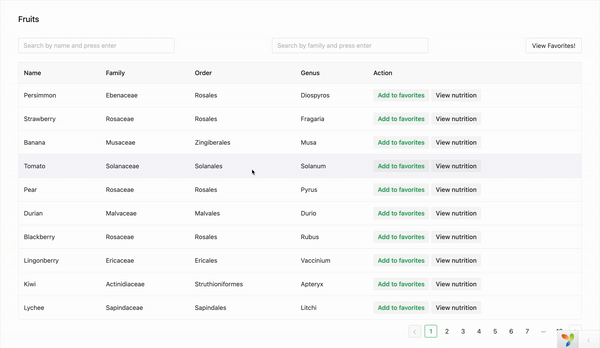 Fruits
Search by name and press enter Search by family and press enter View Favorites!
Name Family Order Genus Action
Persimmon Ebenaceae Rosales Diospyros Add to favorites View nutrition
Strawberry Rosaceae Rosales Fragaria Add to favorites View nutrition
Banana Musaceae Zingiberales Musa Add to favorites View nutrition
Tomato Solanaceae Solanales Solanum Add to favorites View nutrition
Pear Rosaceae Rosales Pyrus Add to favorites View nutrition
Durian Malvaceae Malvales Durio Add to favorites View nutrition
Blackberry Rosaceae Rosales Rubus Add to favorites View nutrition
Lingonberry Ericaceae Ericales Vaccinium Add to favorites View nutrition
Kiwi Actinidiaceae Struthioniformes Apteryx Add to favorites View nutrition
Lychee Sapindaceae Sapindales Litchi Add to favorites View nutrition
1 2 3 4 5 6 7 ···